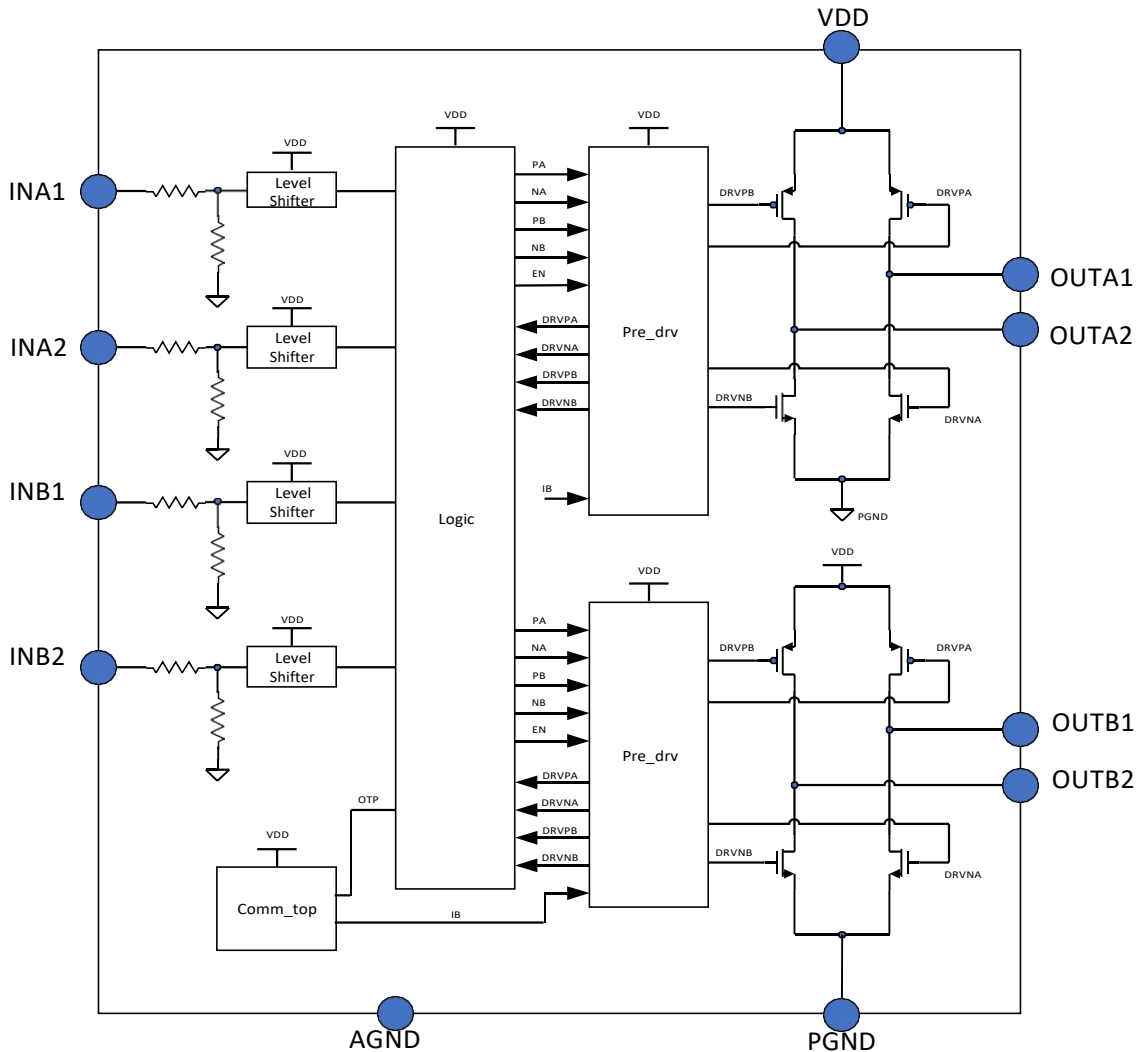 VDD
VDD
VDD
VDD
INA1
Level
Shifter
PA
NA
PB
NB
EN
DRVPB
DRVPA
OUTA1
VDD
INA2
Level
Shifter
DRVPA
DRVNA
DRVPB
DRVNB
Pre_drv
OUTA2
DRVNB
DRVNA
VDD
INB1
Level
Shifter
IB
Logic
PGND
VDD
VDD
VDD
INB2
Level
Shifter
PA
NA
PB
NB
EN
DRVPB
DRVPA
OUTB1
Pre_drv
OUTB2
OTP
DRVPA
DRVNA
DRVPB
DRVNB
DRVNB
DRVNA
VDD
Comm_top
IB
AGND
PGND